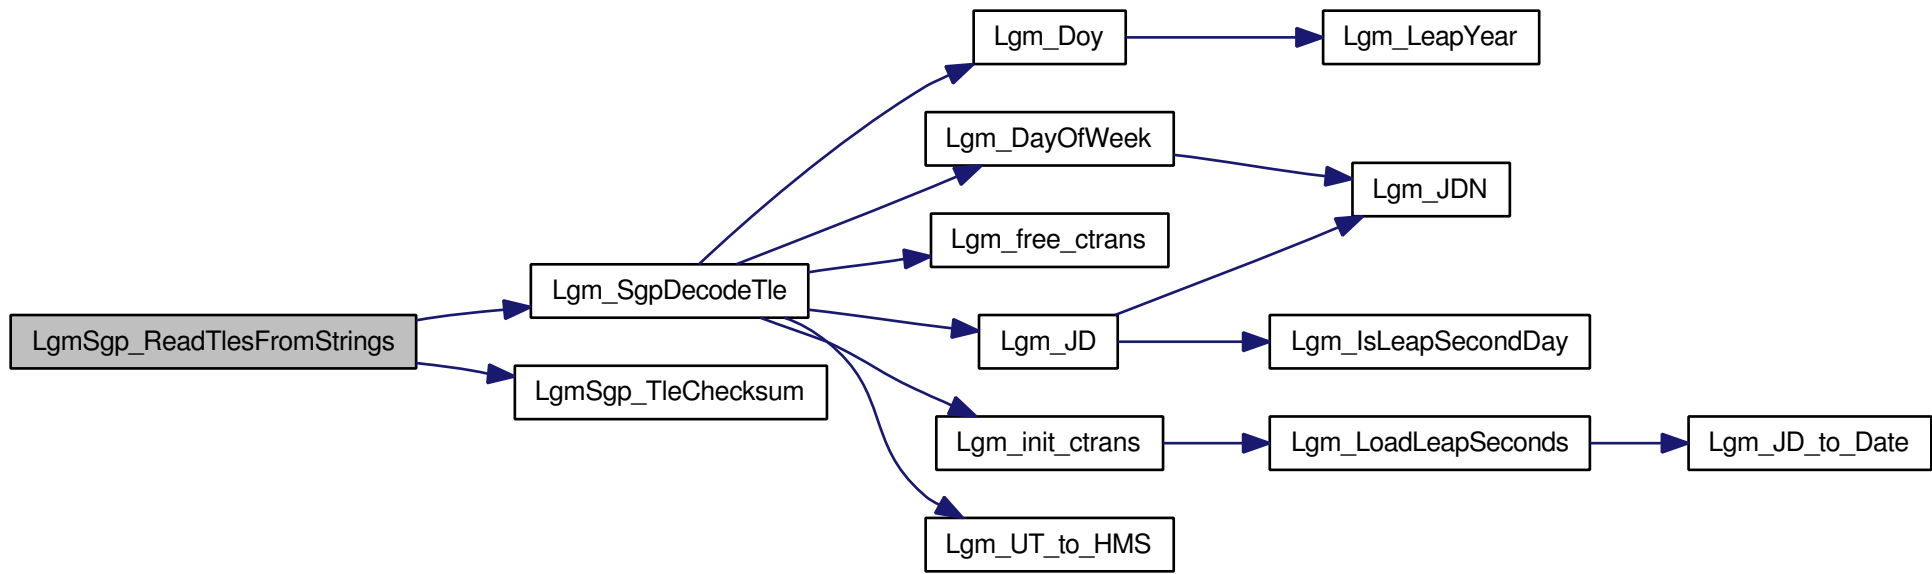 Lgm_Doy
Lgm_LeapYear
Lgm_DayOfWeek
Lgm_JDN
Lgm_free_ctrans
Lgm_SgpDecodeTle
LgmSgp_ReadTlesFromStrings
Lgm_JD
Lgm_IsLeapSecondDay
LgmSgp_TleChecksum
Lgm_init_ctrans
Lgm_LoadLeapSeconds
Lgm_JD_to_Date
Lgm_UT_to_HMS